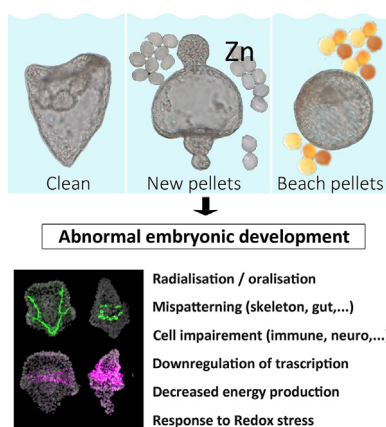 Zn
Clean
New pellets
Beach pellets
Abnormal embryonic development
Radialisation / oralisation
Mispatterning (skeleton, gut,...)
Cell impairment (immune, neuro,...)
Downregulation of trascription
Decreased energy production
Response to Redox stress